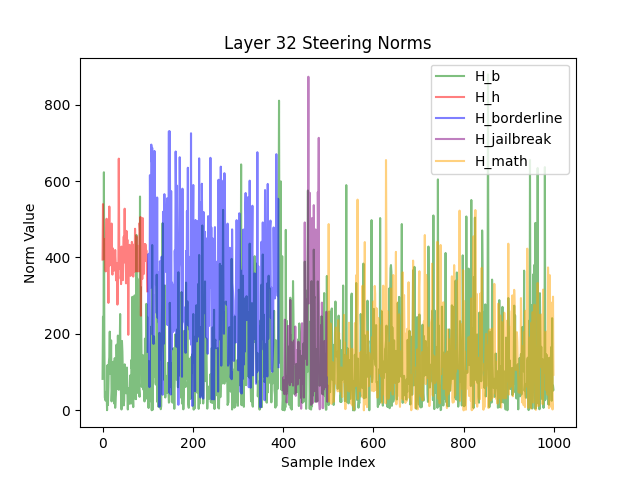 Layer 32 Steering Norms
H_b
H_h
H_borderline
H_jailbreak
H_math
Norm Value
800
600
400
200
0
0
200
400
600
800
1000
Sample Index